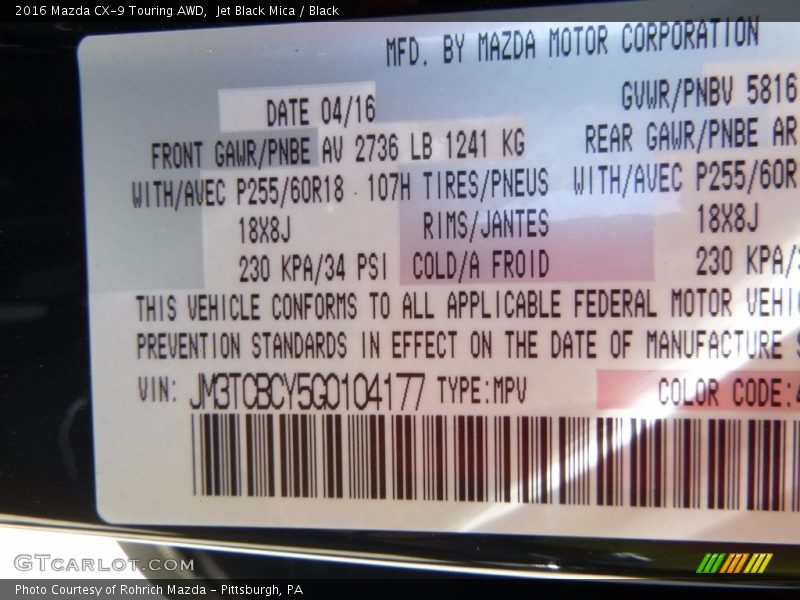 2016 Mazda CX-9 Touring AWD, Jet Black Mica / Black
MFD. BY MAZDA MOTOR CORPORATION
DATE 04/16 GVWR/PNBV 5816
FRONT GAWR/PNBE AV 2736 LB 1241 KG REAR GAWR/PNBE AR
WITH/AVEC P255/60R18 107H TIRES/PNEUS WITH/AVEC P255/60R
18X8J RIMS/JANTES 18X8J
230 KPA/34 PSI COLD/A FROID 230 KPA/
THIS VEHICLE CONFORMS TO ALL APPLICABLE FEDERAL MOTOR VEHI
PREVENTION STANDARDS IN EFFECT ON THE DATE OF MANUFACTURE
VIN: JM3TCBCY5G0104177 TYPE:MPV COLOR CODE:
GTCARLOT.COM
Photo Courtesy of Rohrich Mazda - Pittsburgh, PA